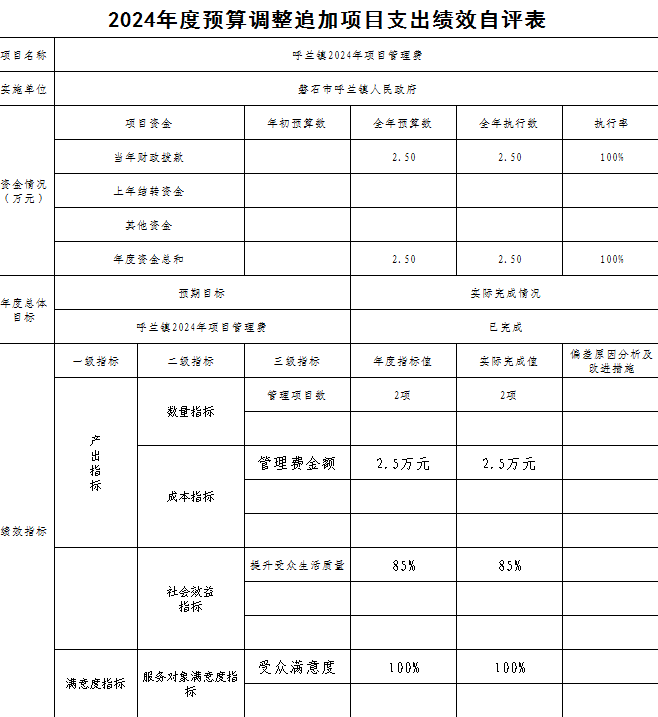 2024年度预算调整追加项目支出绩效自评表
项目名称 呼兰镇2024年项目管理费
实施单位 磐石市呼兰镇人民政府
资金情况
（万元）
项目资金 年初预算数 全年预算数 全年执行数 执行率
当年财政拨款 2.50 2.50 100%
上年结转资金
其他资金
年度资金总和 2.50 2.50 100%
年度总体
目标
预期目标 实际完成情况
呼兰镇2024年项目管理费 已完成
绩效指标
一级指标 二级指标 三级指标 年度指标值 实际完成值 偏差原因分析及
改进措施
产
出
指
标
数量指标 管理项目数 2项 2项
成本指标 管理费金额 2.5万元 2.5万元
社会效益
指标
提升受众生活质量 85% 85%
满意度指标 服务对象满意度指
标
受众满意度 100% 100%